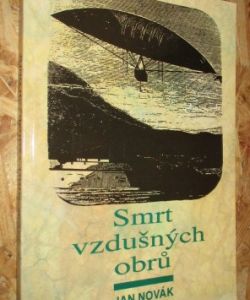 Smrt
vzdušných
obrů
JAN NOVÁK